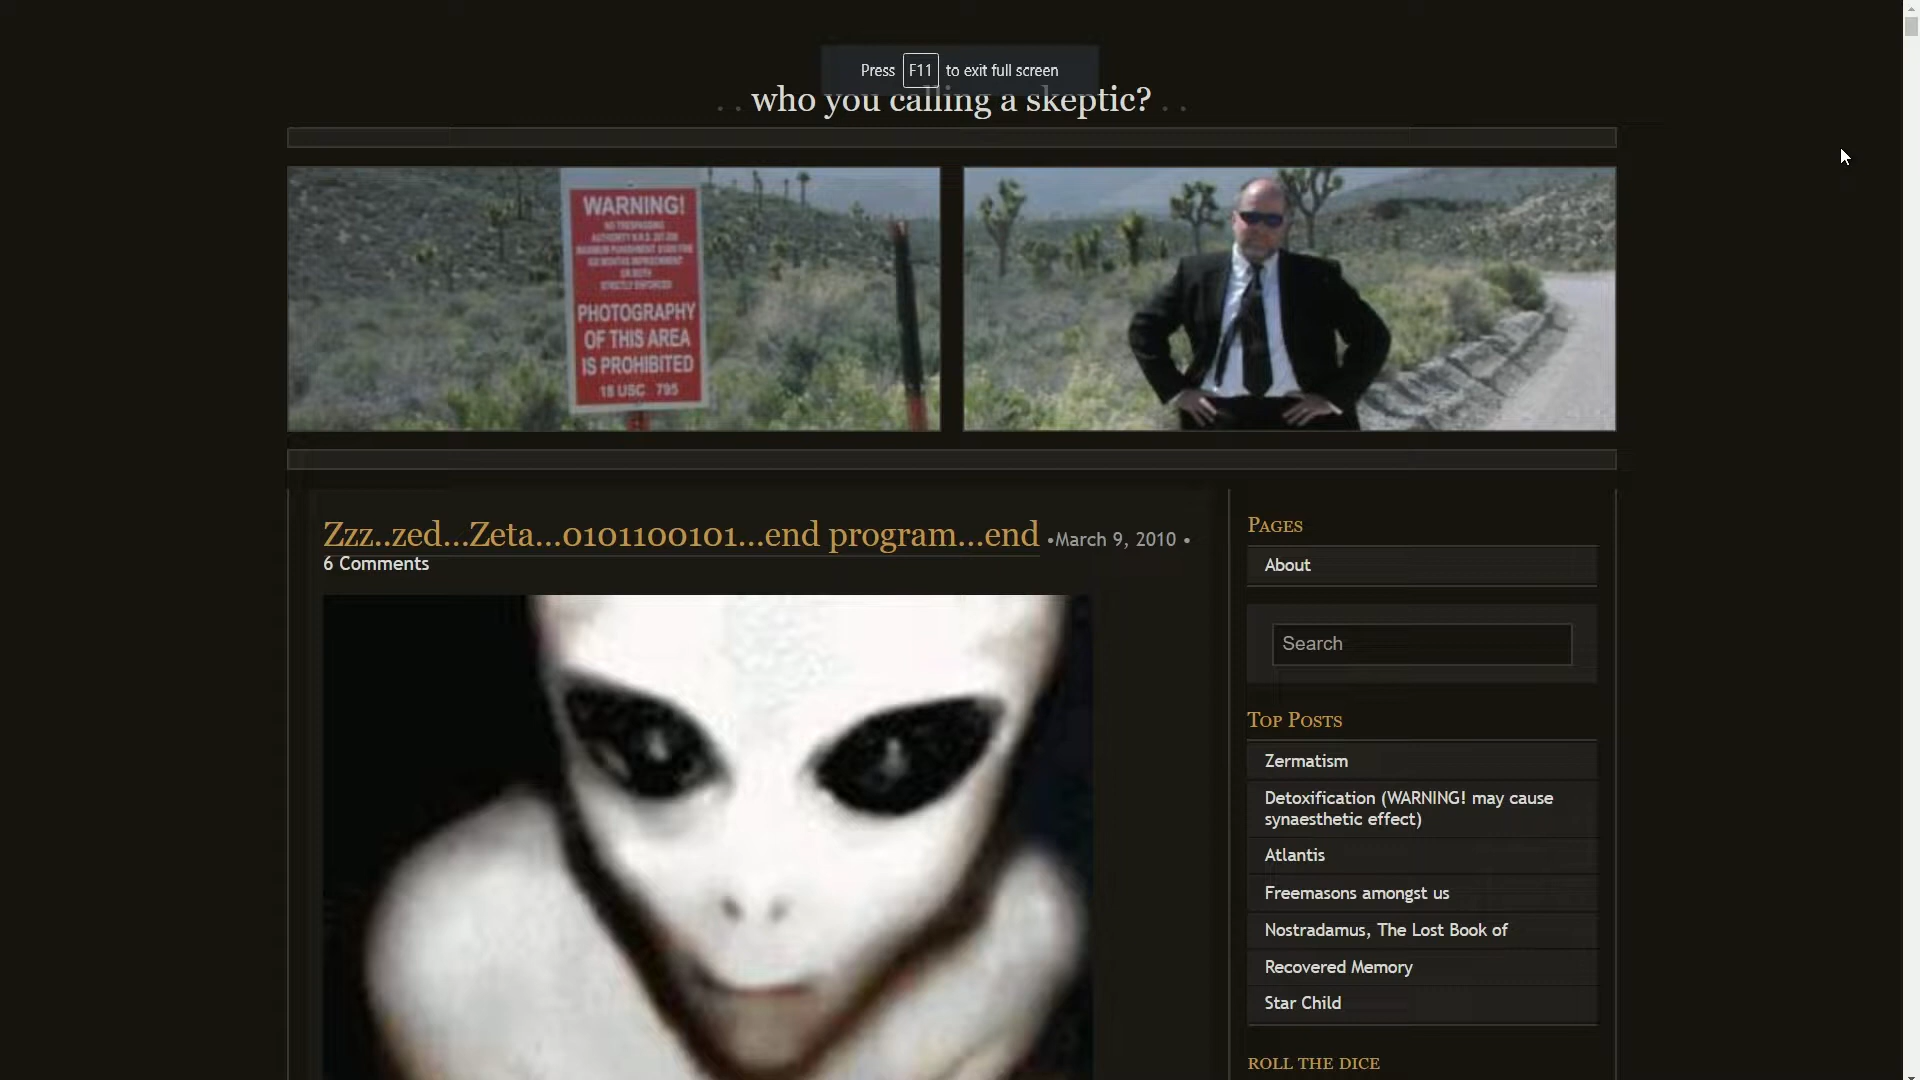 Press F11 to exit full screen
. . who you calling a skeptic? . .
WARNING!
PHOTOGRAPHY
OF THIS AREA
IS PROHIBITED
18 USC 795
Zzz..zed...Zeta...0101100101...end program...end •March 9, 2010 •
6 Comments
Pages
About
Search
Top Posts
Zermatism
Detoxification (WARNING! may cause
synaesthetic effect)
Atlantis
Freemasons amongst us
Nostradamus, The Lost Book of
Recovered Memory
Star Child
ROLL THE DICE